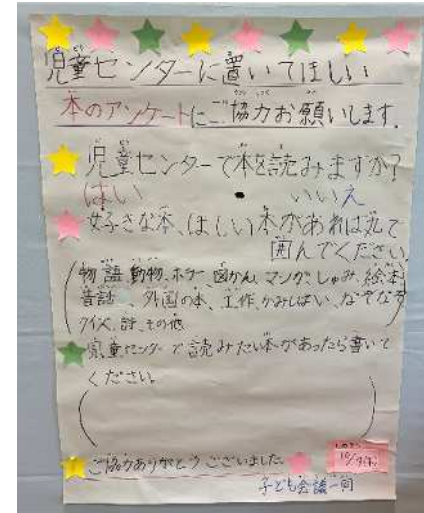 児童センターに置いてほしい
本のアンケートにご協力お願いします.
児童センターで本を読みますか?
はい ・ いいえ
好きな本、ほしい本があれば丸で
囲んでください
(物語、動物、ホラー、図かん、マンガ、しゅみ、絵本
昔話、外国の本、工作、かみしばい、なぞなぞ
クイズ、詩、その他
児童センターで読みたい本があったら書いて
ください。
ご協力ありがとうございました。
子ども会議一同